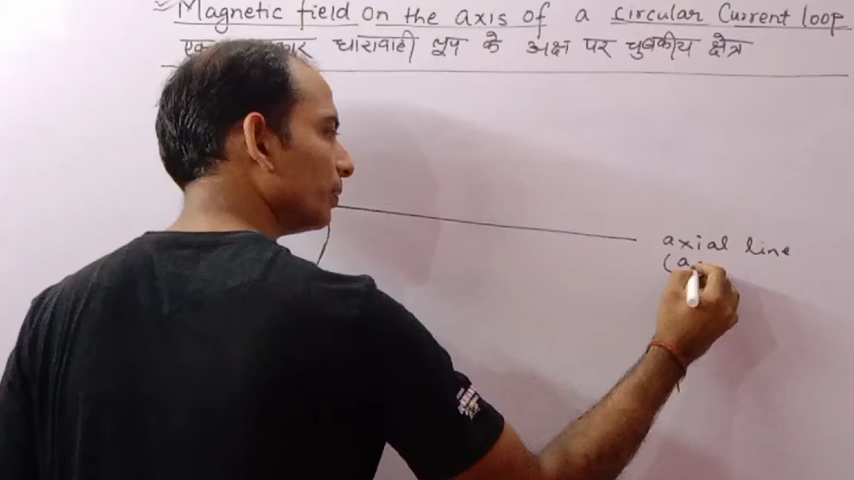 Magnetic field on the axis of a circular current loop
धारावाही लूप के अक्ष पर चुंबकीय क्षेत्र
axial line
(a